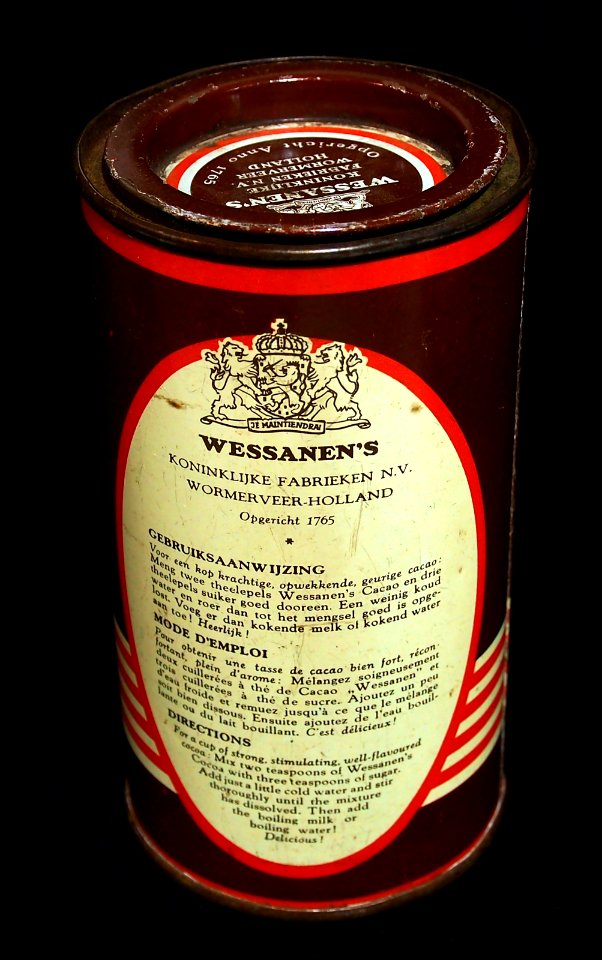 Opgericht Anno 1765
WESSANEN'S
KONINKLIJKE
FABRIEKEN N.V.
WORMERVEER
HOLLAND
JE MAINTIENDRAI
WESSANEN'S
KONINKLIJKE FABRIEKEN N.V.
WORMERVEER-HOLLAND
Opgericht 1765
*
GEBRUIKSAANWIJZING
Voor een kop krachtige, opwekkende, geurige cacao:
Meng twee theelepels Wessanen's Cacao en drie
theelepels suiker goed dooreen. Een weinig koud
water en roer dan tot het mengsel goed is opge-
lost. Voeg er dan kokende melk of kokend water
aan toe! Heerlijk!
MODE D'EMPLOI
Pour obtenir une tasse de cacao bien fort, récon-
fortant, plein d'arome: Mélangez soigneusement
deux cuillerées à thé de Cacao „Wessanen" et
trois cuillerées à thé de sucre. Ajoutez un peu
d'eau froide et remuez jusqu'à ce que le mélange
soit bien dissous. Ensuite ajoutez de l'eau bouil-
lante ou du lait bouillant. C'est délicieux!
DIRECTIONS
For a cup of strong, stimulating, well-flavoured
cocoa: Mix two teaspoons of Wessanen's
Cocoa with three teaspoons of sugar.
Add just a little cold water and stir
thoroughly until the mixture
has dissolved. Then add
the boiling milk or
boiling water!
Delicious!